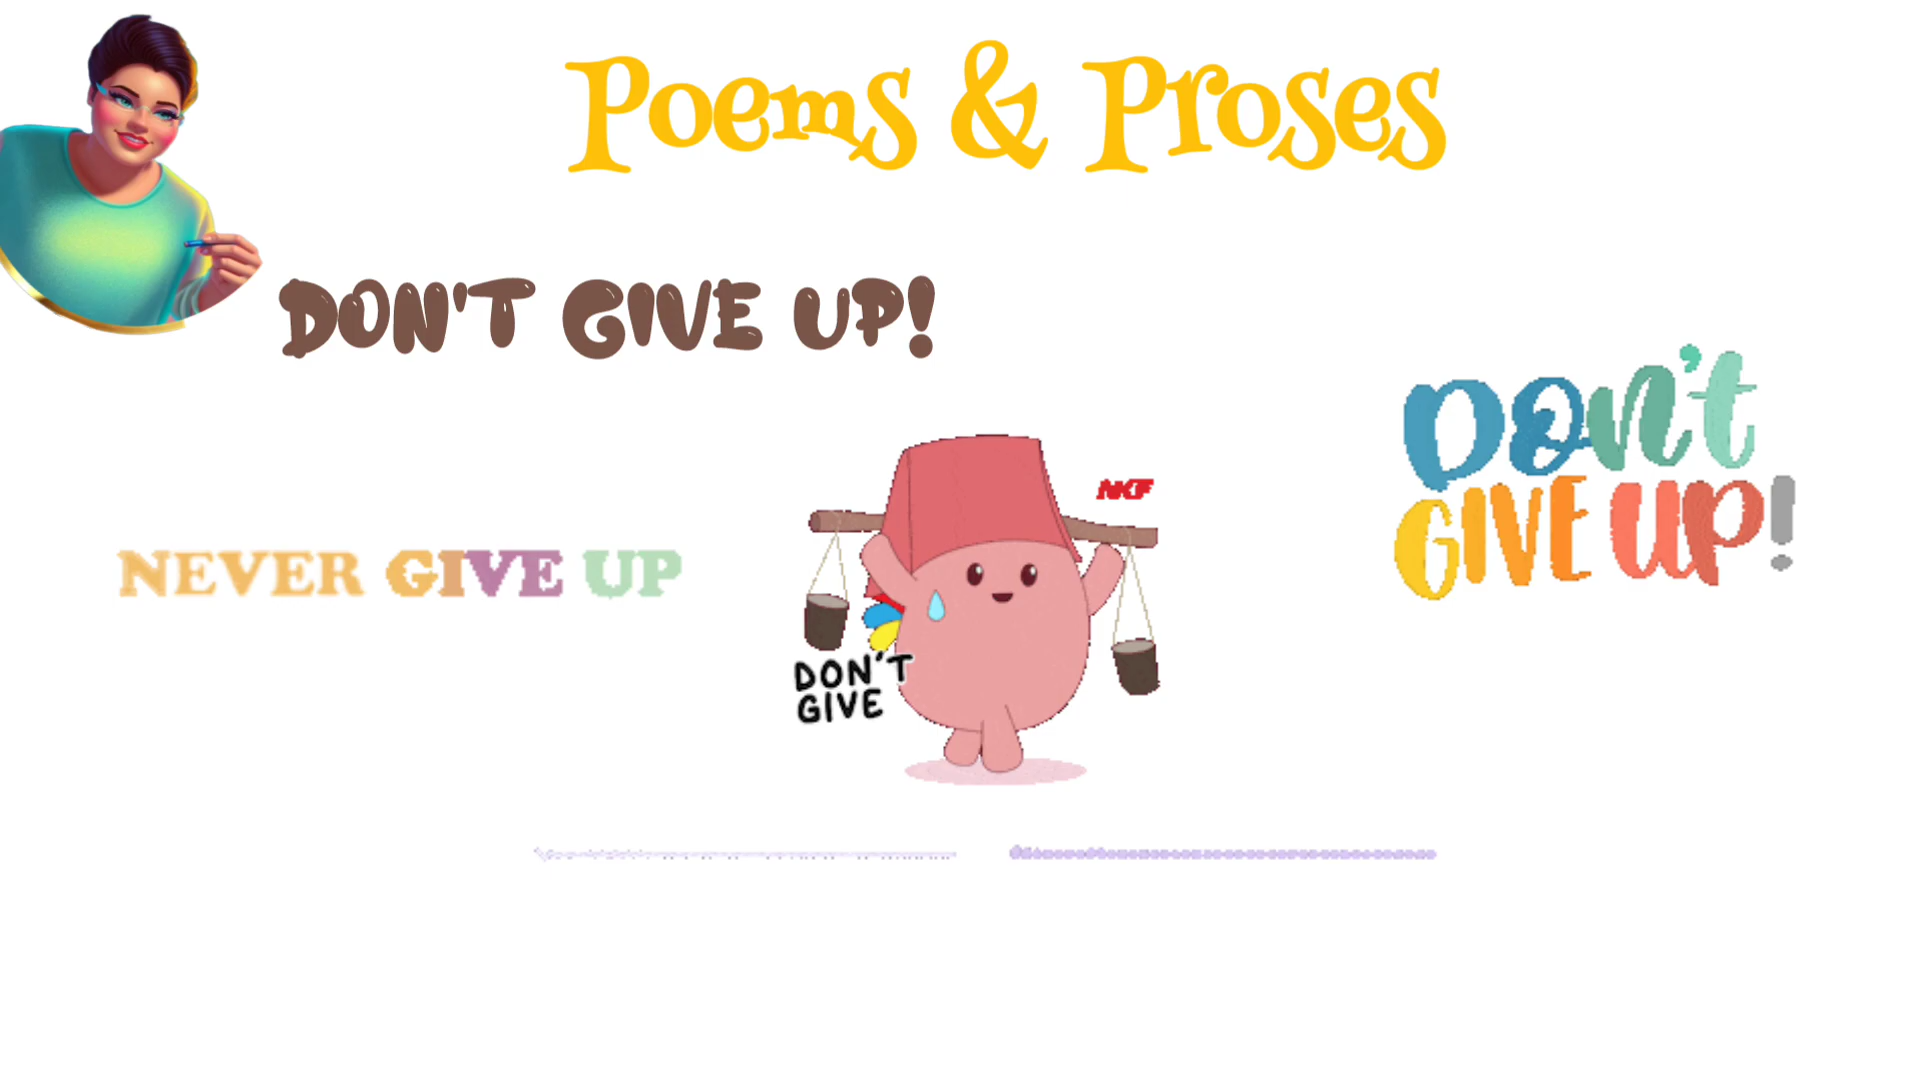 Poems & Proses
DON'T GIVE UP!
Don't
GIVE UP!
NKF
NEVER GIVE UP
DON'T
GIVE